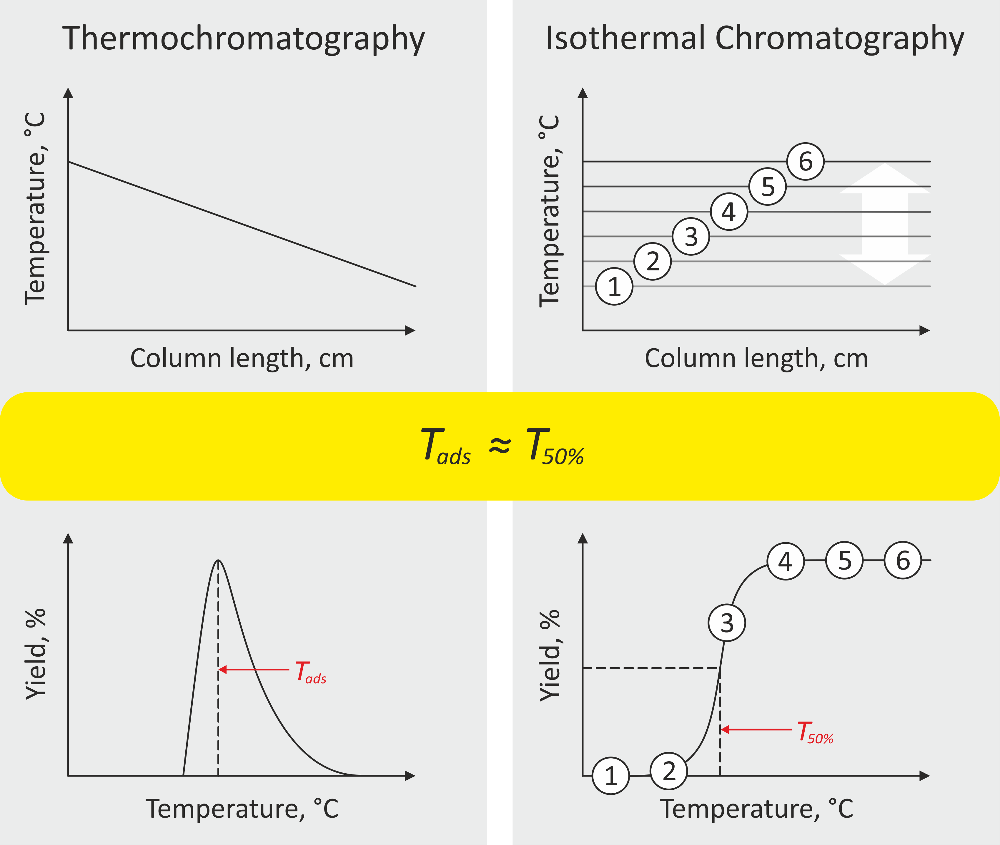 Thermochromatography
Temperature, °C
Column length, cm
Isothermal Chromatography
Temperature, °C
6
5
4
3
2
1
Column length, cm
Tads ≈ T50%
Yield, %
Tads
Temperature, °C
Yield, %
4 5 6
3
T50%
1 2
Temperature, °C